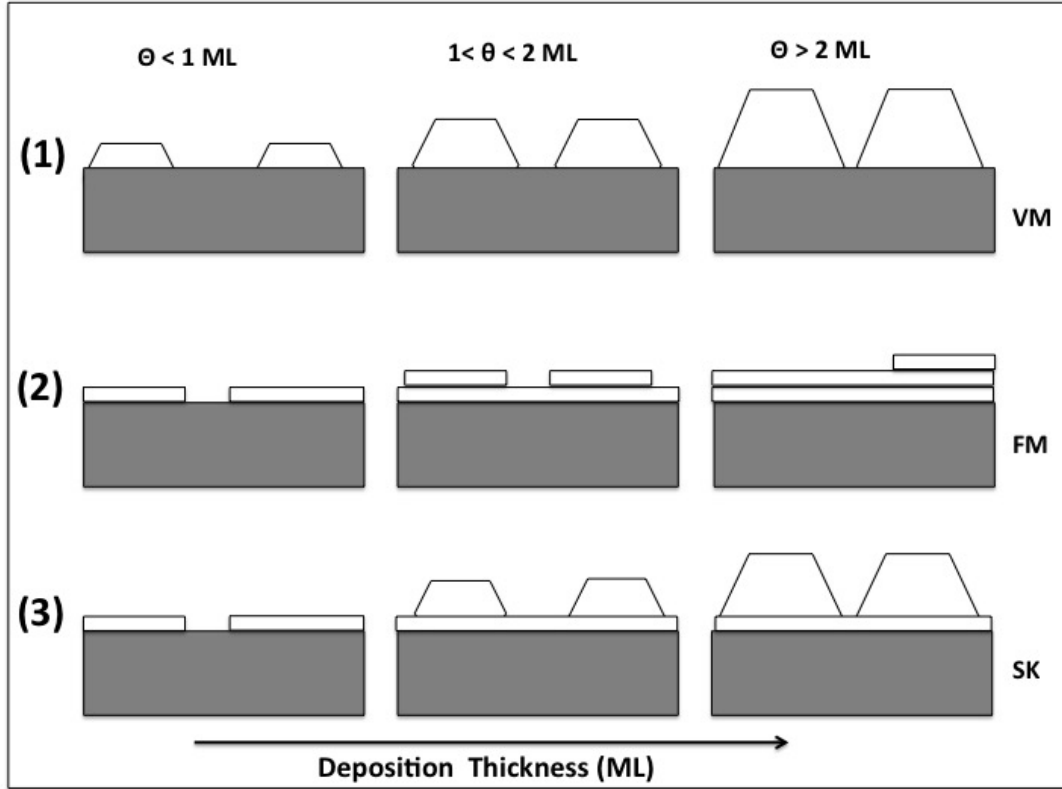 Θ < 1 ML
1< θ < 2 ML
Θ > 2 ML
(1)
VM
(2)
FM
(3)
SK
Deposition Thickness (ML)